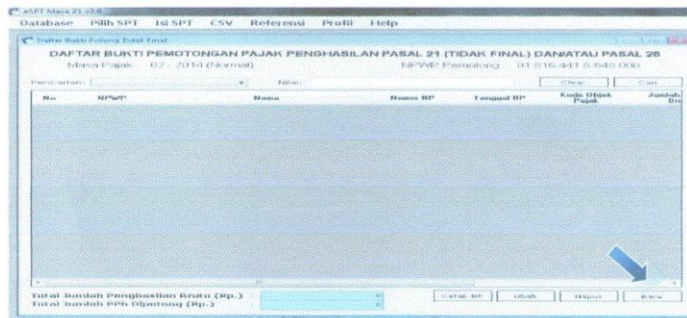 eSPT Masa 21 v2.0
Database Pilih SPT Isi SPT CSV Referensi Profil Help
Daftar Bukti Potong Tidak Final
DAFTAR BUKTI PEMOTONGAN PAJAK PENGHASILAN PASAL 21 (TIDAK FINAL) DAN/ATAU PASAL 26
Masa Pajak : 02 - 2014 (Normal) NPWP Pemotong : 01.816.441.
Pencarian : Nilai : Clear Cari
No NPWP Nama Nomor BP Tanggal BP Kode Objek Pajak Jumlah
Total Jumlah Penghasilan Bruto (Rp.) : 0
Total Jumlah PPh Dipotong (Rp.) : 0
Cetak BP Ubah Hapus Baru